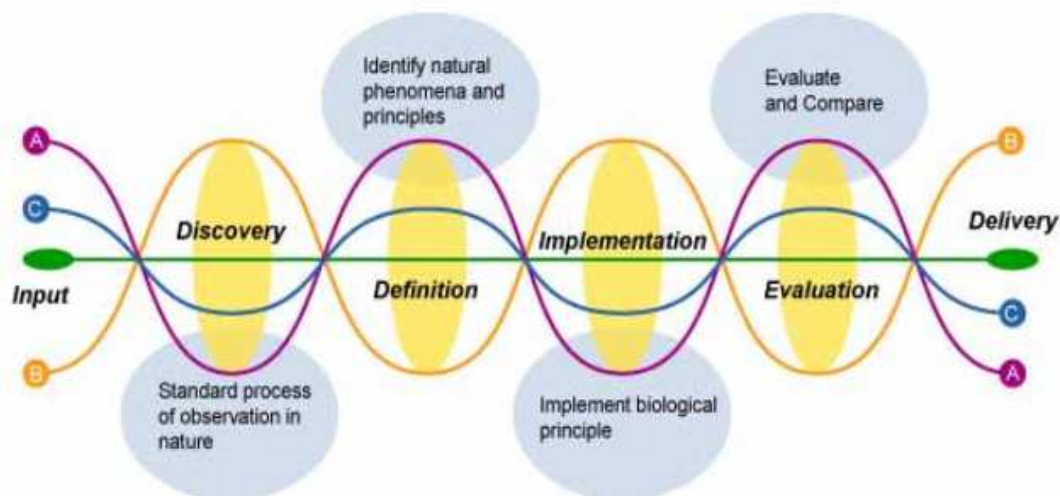 Identify natural
phenomena and
principles
Evaluate
and Compare
A
B
C
Discovery
Implementation
Delivery
Input
Definition
Evaluation
C
B
A
Standard process
of observation in
nature
Implement biological
principle